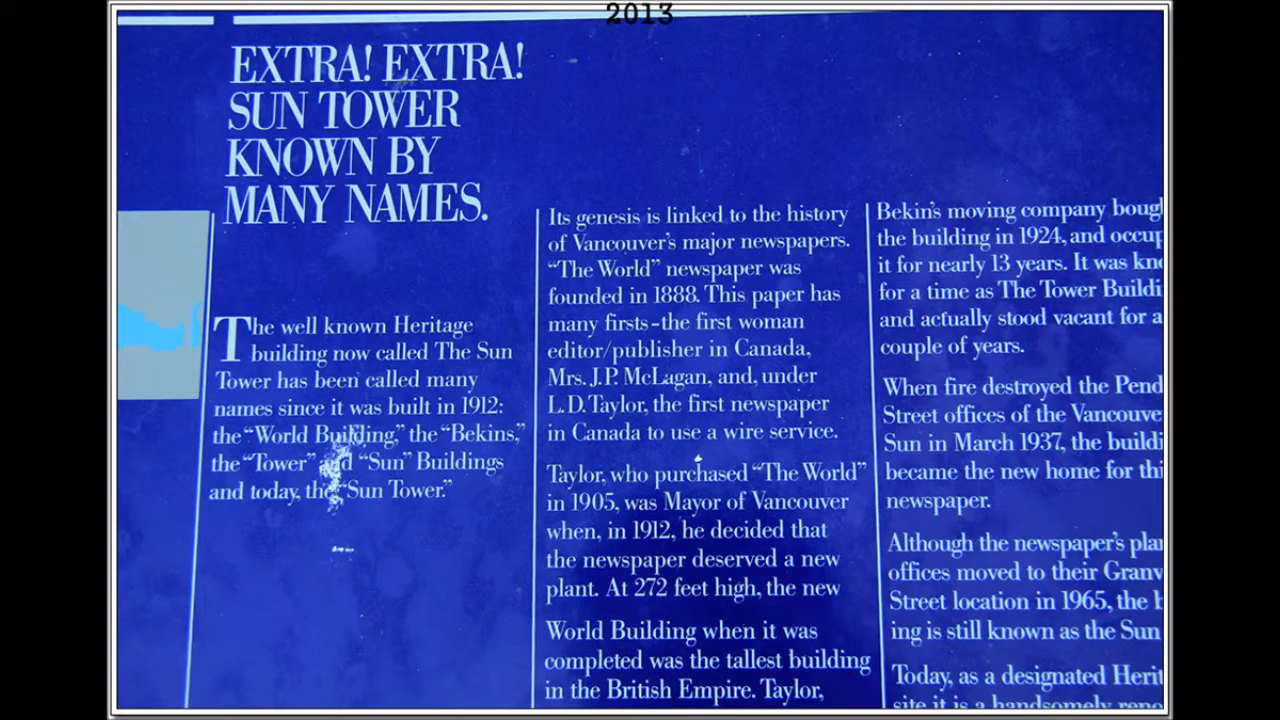 2013
EXTRA! EXTRA!
SUN TOWER
KNOWN BY
MANY NAMES.
The well known Heritage
building now called The Sun
Tower has been called many
names since it was built in 1912:
the “World Building,” the “Bekins,”
the “Tower” and “Sun” Buildings
and today, the “Sun Tower.”
Its genesis is linked to the history
of Vancouver's major newspapers.
“The World” newspaper was
founded in 1888. This paper has
many firsts-the first woman
editor/publisher in Canada,
Mrs. J.P. McLagan, and, under
L.D. Taylor, the first newspaper
in Canada to use a wire service.
Taylor, who purchased “The World”
in 1905, was Mayor of Vancouver
when, in 1912, he decided that
the newspaper deserved a new
plant. At 272 feet high, the new
World Building when it was
completed was the tallest building
in the British Empire. Taylor,
Bekin's moving company
the building in 1924, and
it for nearly 13 years. It was
for a time as The Tower
and actually stood vacant for a
couple of years.
When fire destroyed the
Street offices of the
Sun in March 1937, the
became the new home for
newspaper.
Although the newspaper's
offices moved to their
Street location in 1965, the
ing is still known as the Sun
Today, as a designated
site it is a handsomely